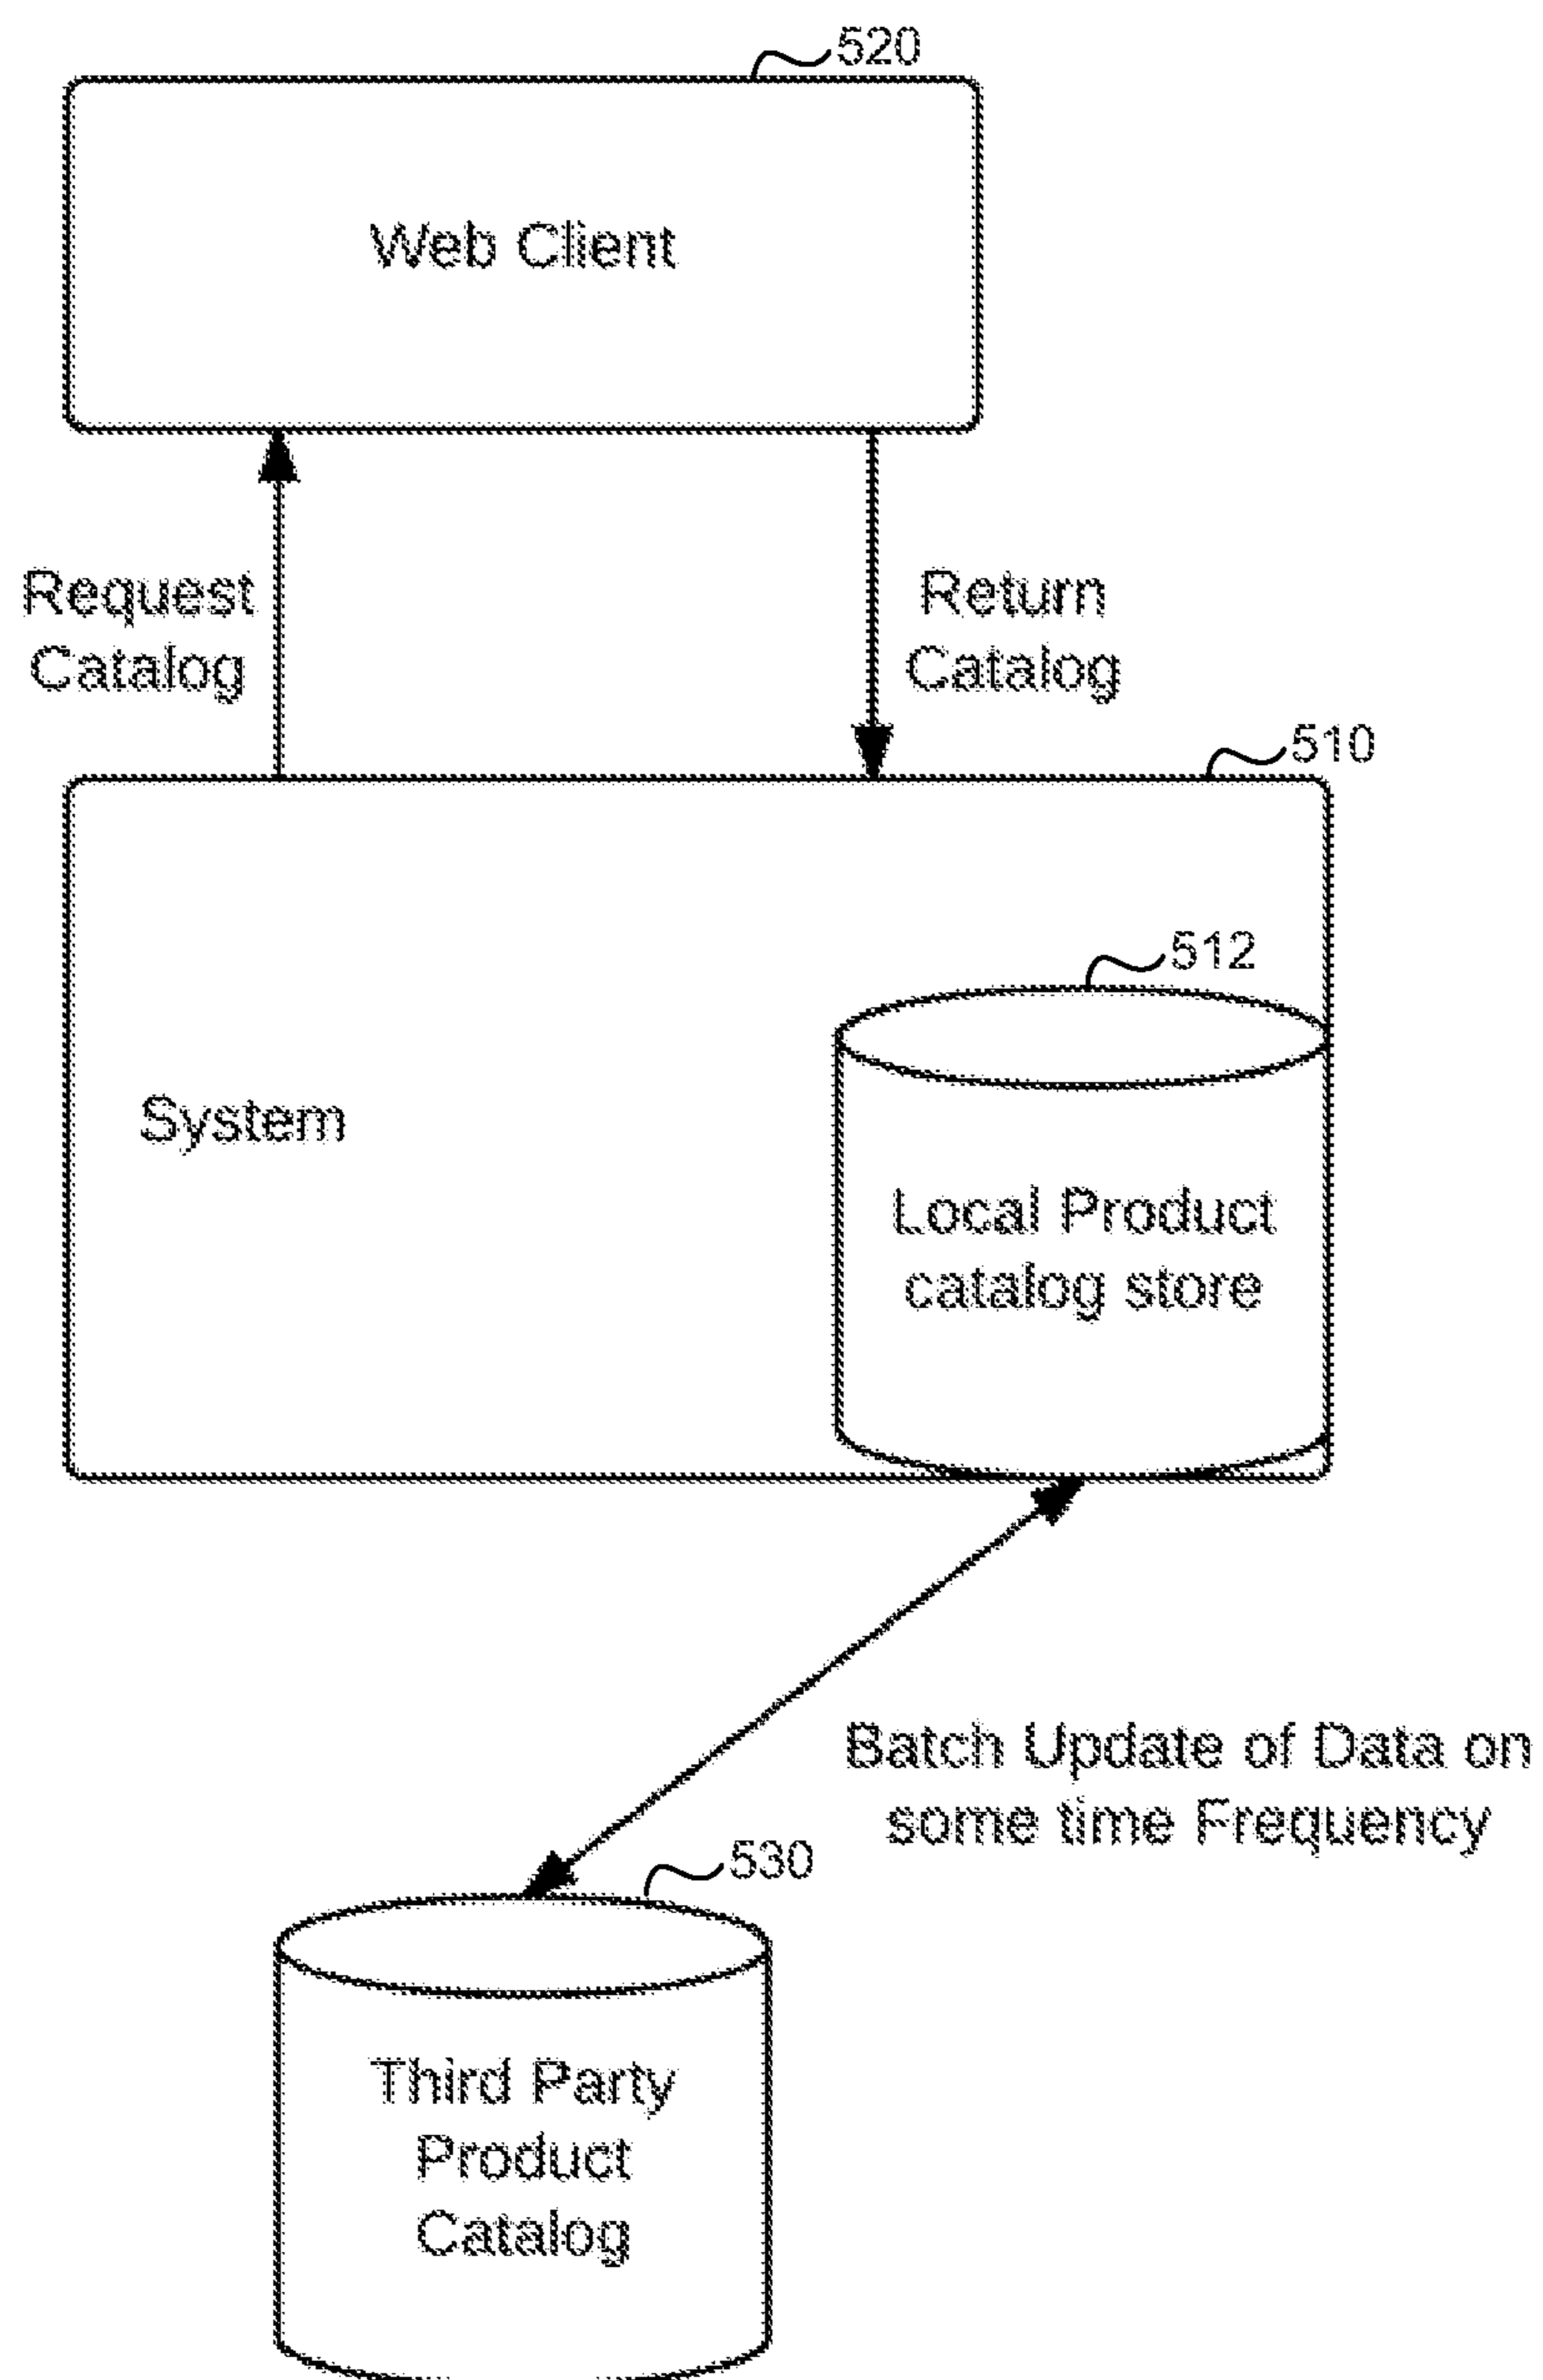 520
Web Client
Request
Catalog
Return
Catalog
510
512
System
Local Product
catalog store
Batch Update of Data on
some time Frequency
530
Third Party
Product
Catalog